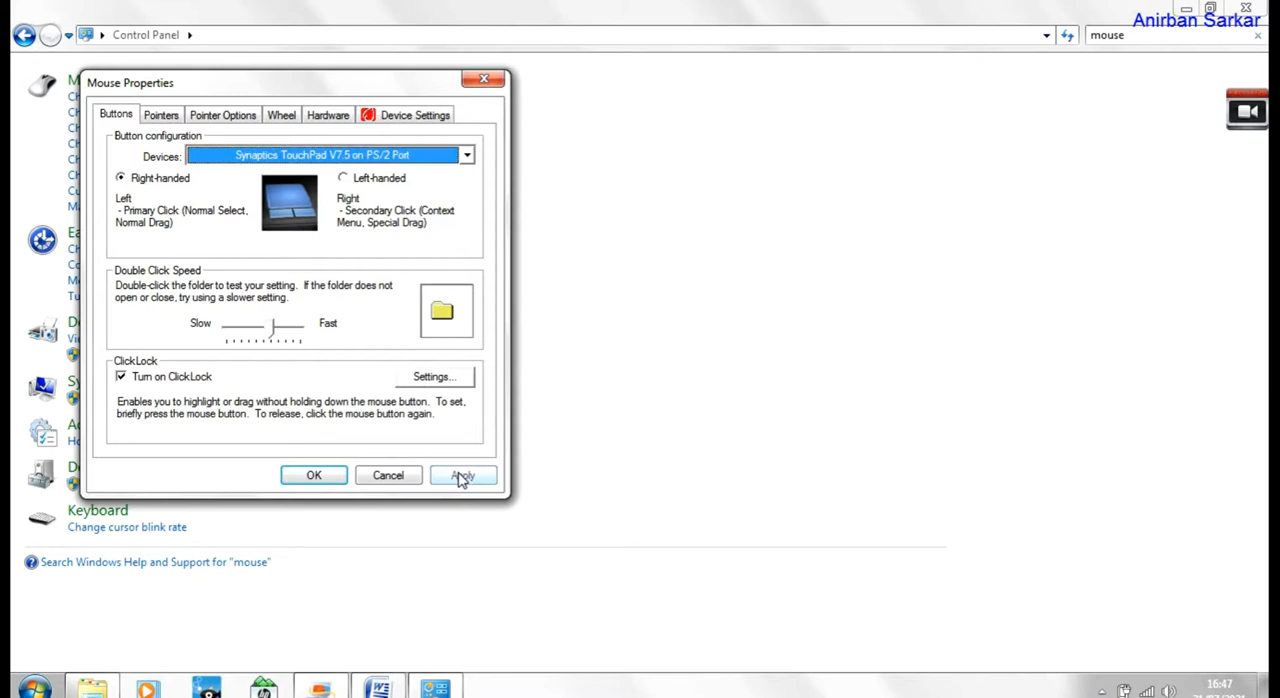 Anirban Sarkar
Control Panel
mouse
Mouse Properties
Buttons
Pointers
Pointer Options
Wheel
Hardware
Device Settings
Button configuration
Devices:
Synaptics TouchPad V7.5 on PS/2 Port
Right-handed
Left-handed
Left
- Primary Click (Normal Select,
Normal Drag)
Right
- Secondary Click (Context
Menu, Special Drag)
Double Click Speed
Double-click the folder to test your setting. If the folder does not
open or close, try using a slower setting.
Slow
Fast
ClickLock
Turn on ClickLock
Settings...
Enables you to highlight or drag without holding down the mouse button. To set,
briefly press the mouse button. To release, click the mouse button again.
OK
Cancel
Apply
Keyboard
Change cursor blink rate
Search Windows Help and Support for "mouse"
16:47